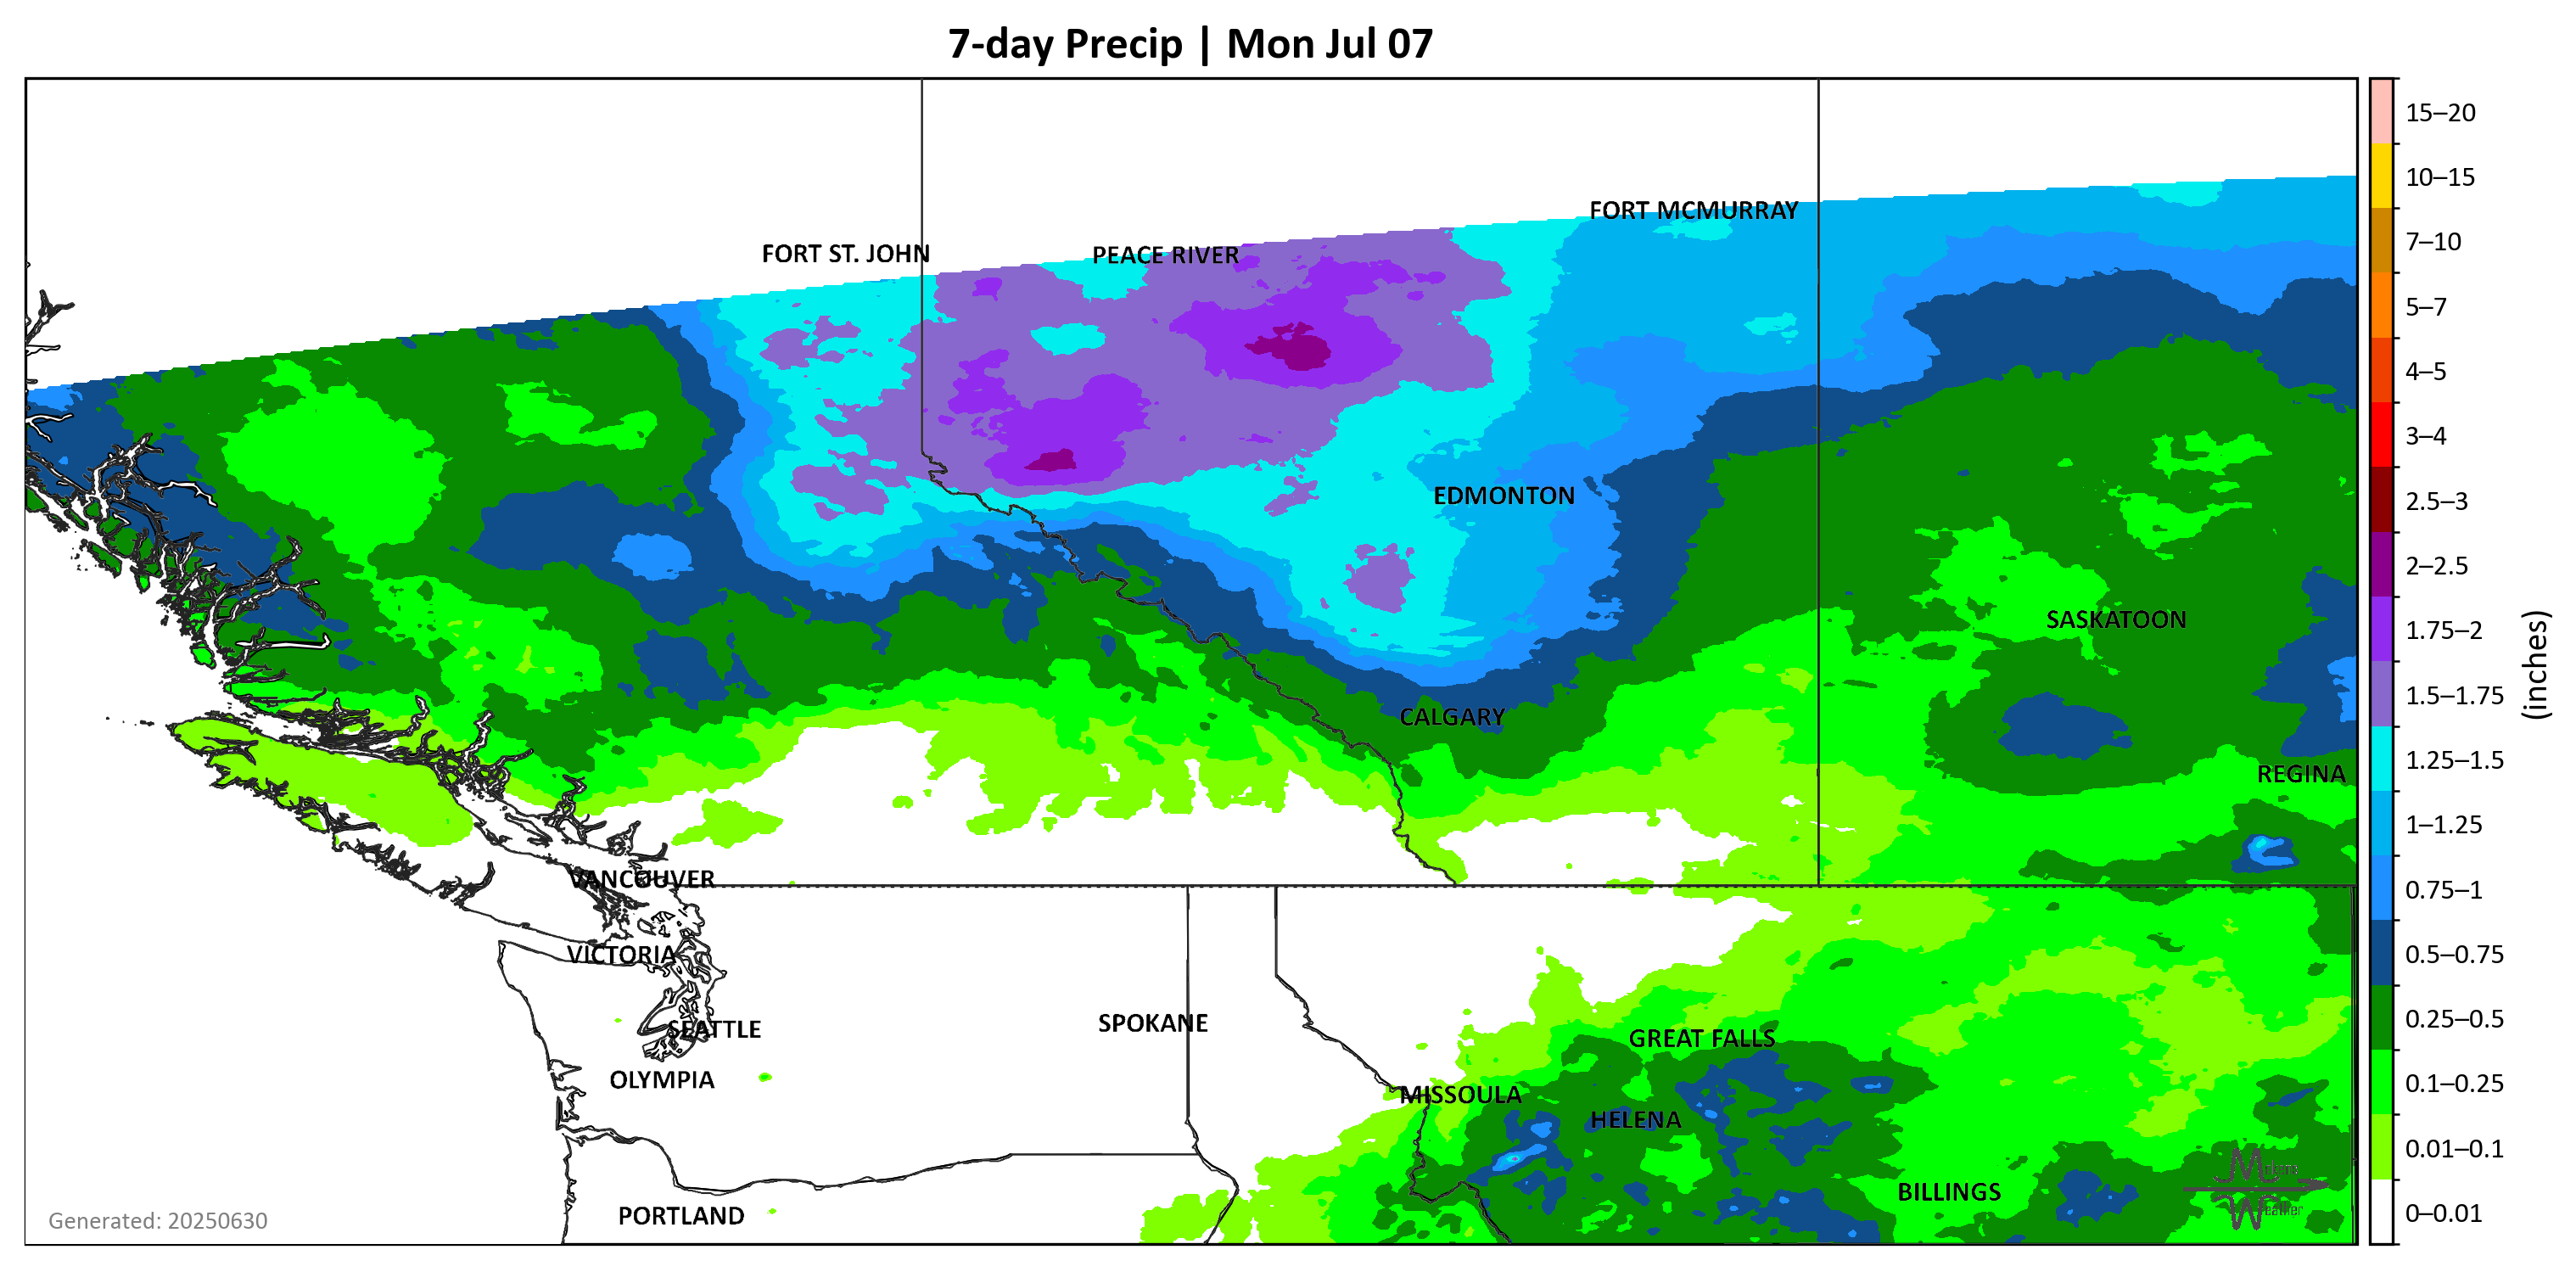 7-day Precip | Mon Jul 07
15–20
10–15
7–10
5–7
4–5
3–4
2.5–3
2–2.5
1.75–2
1.5–1.75
1.25–1.5
1–1.25
0.75–1
0.5–0.75
0.25–0.5
0.1–0.25
0.01–0.1
0–0.01
(inches)
FORT MCMURRAY
FORT ST. JOHN
PEACE RIVER
EDMONTON
SASKATOON
CALGARY
REGINA
VANCOUVER
VICTORIA
SPOKANE
SEATTLE
GREAT FALLS
OLYMPIA
MISSOULA
HELENA
BILLINGS
PORTLAND
Generated: 20250630
Weather